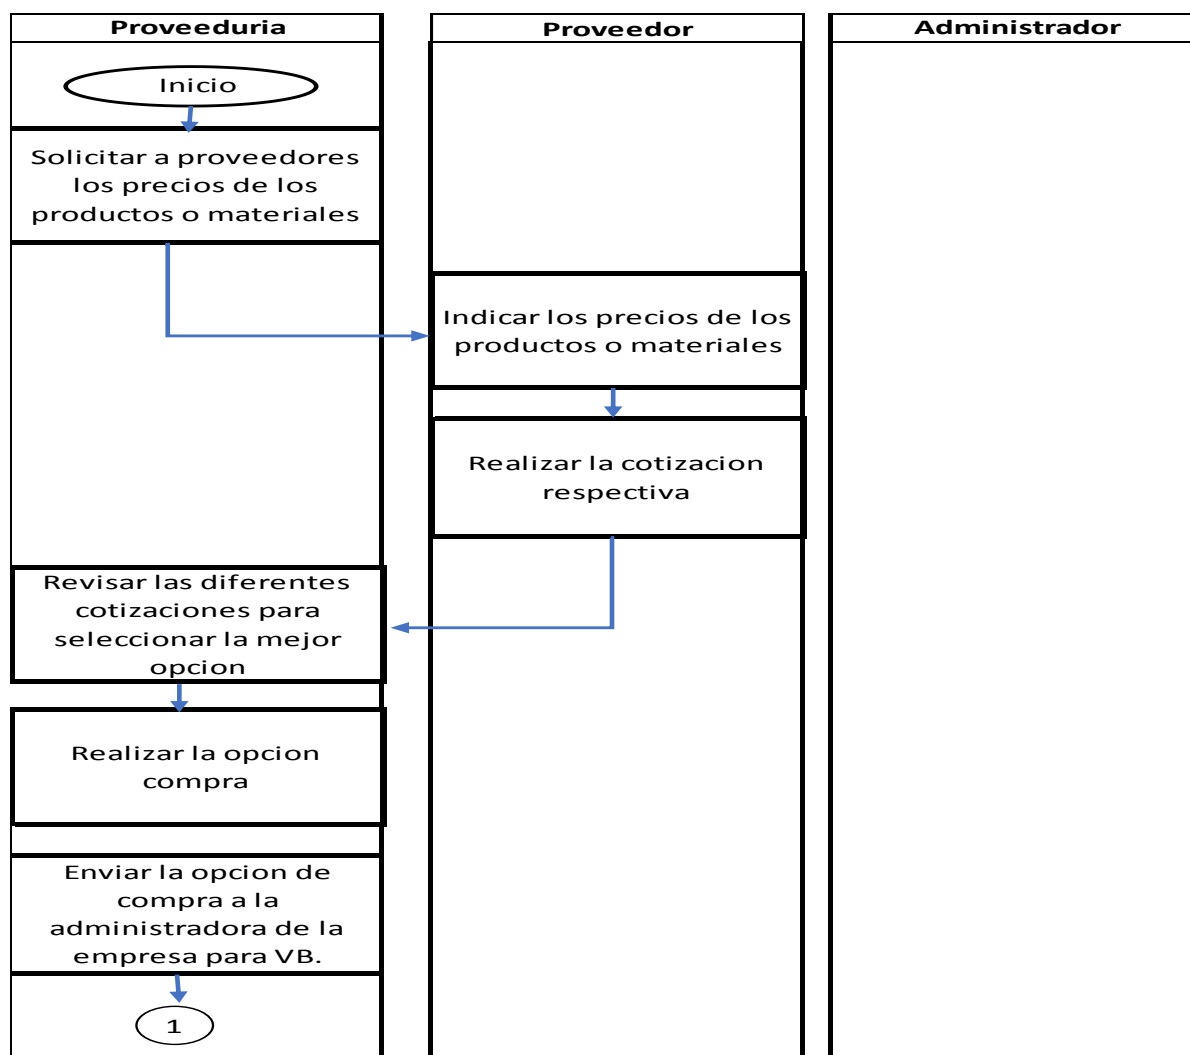 Proveeduria
Proveedor
Administrador
Inicio
Solicitar a proveedores
los precios de los
productos o materiales
Indicar los precios de los
productos o materiales
Realizar la cotizacion
respectiva
Revisar las diferentes
cotizaciones para
seleccionar la mejor
opcion
Realizar la opcion
compra
Enviar la opcion de
compra a la
administradora de la
empresa para VB.
1